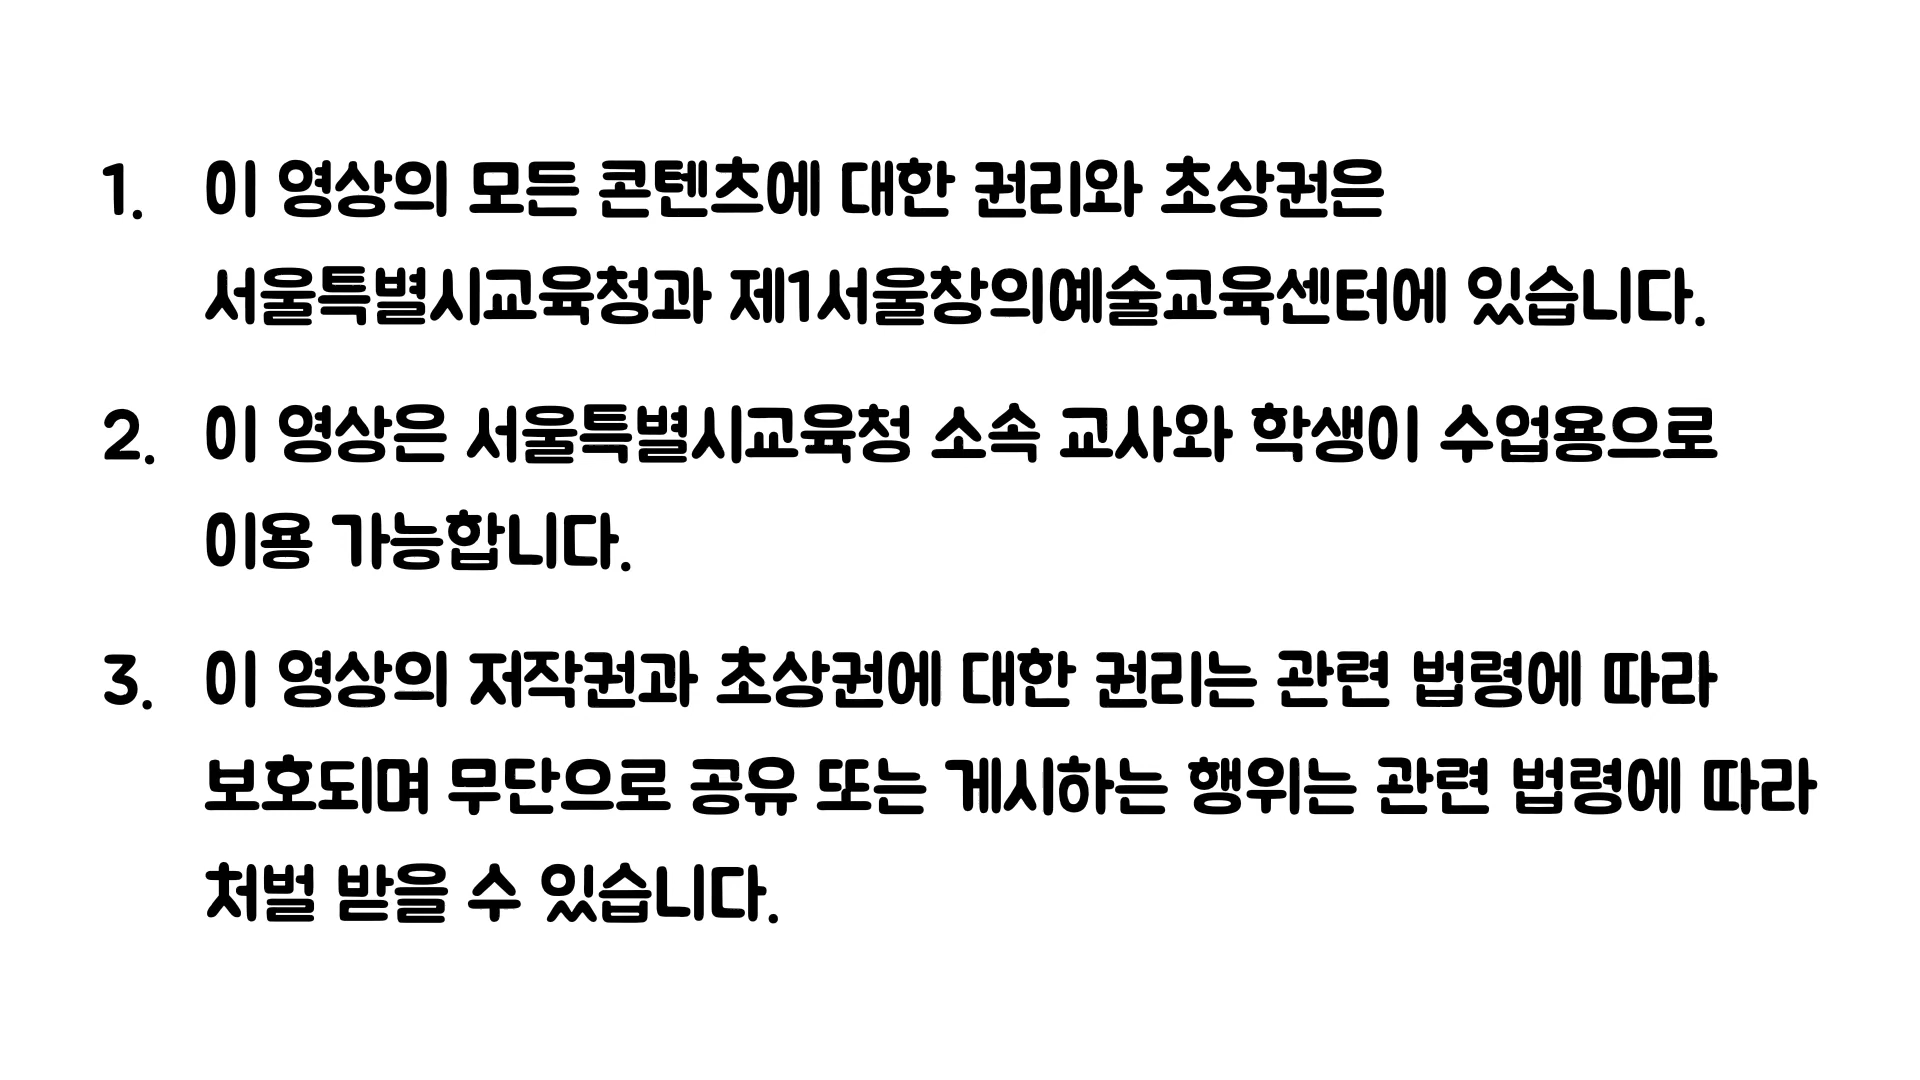 1. 이 영상의 모든 콘텐츠에 대한 권리와 초상권은
서울특별시교육청과 제1서울창의예술교육센터에 있습니다.
2. 이 영상은 서울특별시교육청 소속 교사와 학생이 수업용으로
이용 가능합니다.
3. 이 영상의 저작권과 초상권에 대한 권리는 관련 법령에 따라
보호되며 무단으로 공유 또는 게시하는 행위는 관련 법령에 따라
처벌 받을 수 있습니다.